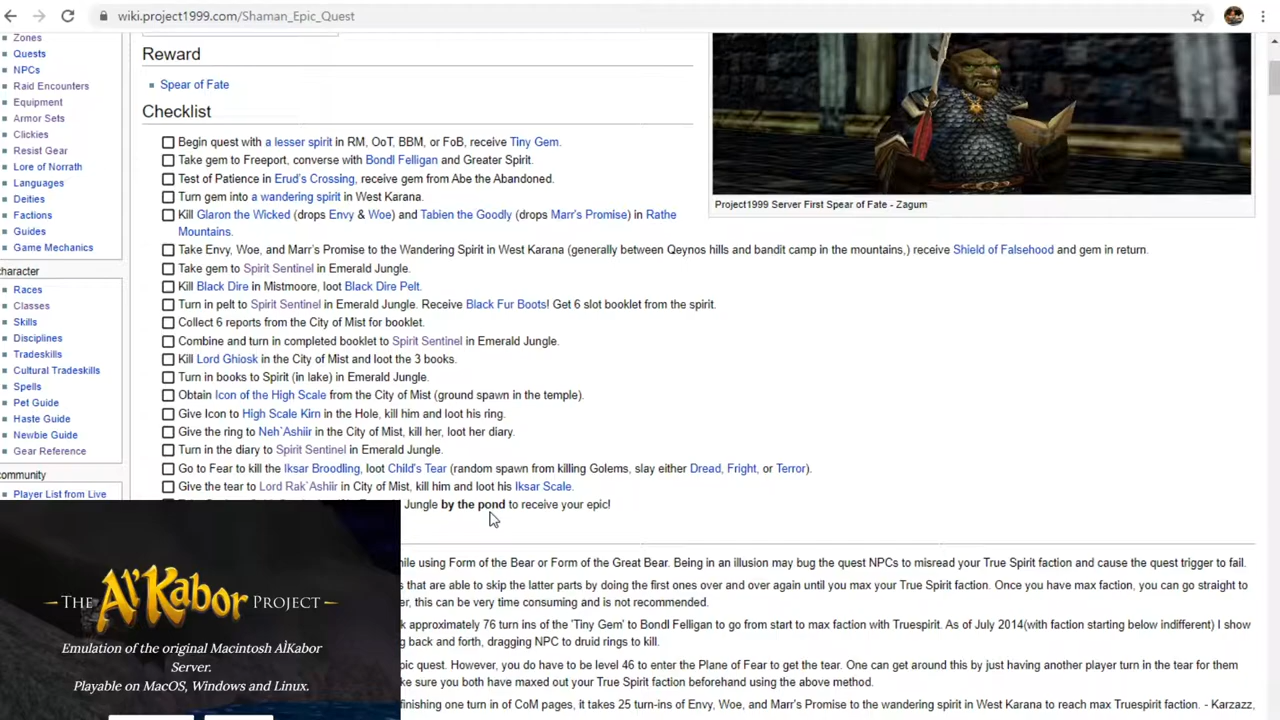 wiki.project1999.com/Shaman_Epic_Quest
Zones
Quests
NPCs
Raid Encounters
Equipment
Armor Sets
Clickies
Resist Gear
Lore of Norrath
Languages
Deities
Factions
Guides
Game Mechanics
character
Races
Classes
Skills
Disciplines
Tradeskills
Cultural Tradeskills
Spells
Pet Guide
Haste Guide
Newbie Guide
Gear Reference
community
Player List from Live
Reward
Spear of Fate
Checklist
Begin quest with a lesser spirit in RM, OoT, BBM, or FoB, receive Tiny Gem.
Take gem to Freeport, converse with Bondl Felligan and Greater Spirit.
Test of Patience in Erud's Crossing, receive gem from Abe the Abandoned.
Turn gem into a wandering spirit in West Karana.
Kill Glaron the Wicked (drops Envy & Woe) and Tabien the Goodly (drops Marr's Promise) in Rathe
Mountains.
Take Envy, Woe, and Marr's Promise to the Wandering Spirit in West Karana (generally between Qeynos hills and bandit camp in the mountains,) receive Shield of Falsehood and gem in return.
Take gem to Spirit Sentinel in Emerald Jungle.
Kill Black Dire in Mistmoore, loot Black Dire Pelt.
Turn in pelt to Spirit Sentinel in Emerald Jungle. Receive Black Fur Boots! Get 6 slot booklet from the spirit.
Collect 6 reports from the City of Mist for booklet.
Combine and turn in completed booklet to Spirit Sentinel in Emerald Jungle.
Kill Lord Ghiosk in the City of Mist and loot the 3 books.
Turn in books to Spirit (in lake) in Emerald Jungle.
Obtain Icon of the High Scale from the City of Mist (ground spawn in the temple).
Give Icon to High Scale Kirn in the Hole, kill him and loot his ring.
Give the ring to Neh`Ashiir in the City of Mist, kill her, loot her diary.
Turn in the diary to Spirit Sentinel in Emerald Jungle.
Go to Fear to kill the Iksar Broodling, loot Child's Tear (random spawn from killing Golems, slay either Dread, Fright, or Terror).
Give the tear to Lord Rak`Ashiir in City of Mist, kill him and loot his Iksar Scale.
Jungle by the pond to receive your epic!
Project1999 Server First Spear of Fate - Zagum
while using Form of the Bear or Form of the Great Bear. Being in an illusion may bug the quest NPCs to misread your True Spirit faction and cause the quest trigger to fail.
s that are able to skip the latter parts by doing the first ones over and over again until you max your True Spirit faction. Once you have max faction, you can go straight to
er, this can be very time consuming and is not recommended.
k approximately 76 turn ins of the 'Tiny Gem' to Bondl Felligan to go from start to max faction with Truespirit. As of July 2014(with faction starting below indifferent) I show
g back and forth, dragging NPC to druid rings to kill.
pic quest. However, you do have to be level 46 to enter the Plane of Fear to get the tear. One can get around this by just having another player turn in the tear for them
ke sure you both have maxed out your True Spirit faction beforehand using the above method.
finishing one turn in of CoM pages, it takes 25 turn-ins of Envy, Woe, and Marr's Promise to the wandering spirit in West Karana to reach max Truespirit faction. - Karzazz,
THE Al'Kabor PROJECT
Emulation of the original Macintosh Al'Kabor
Server.
Playable on MacOS, Windows and Linux.